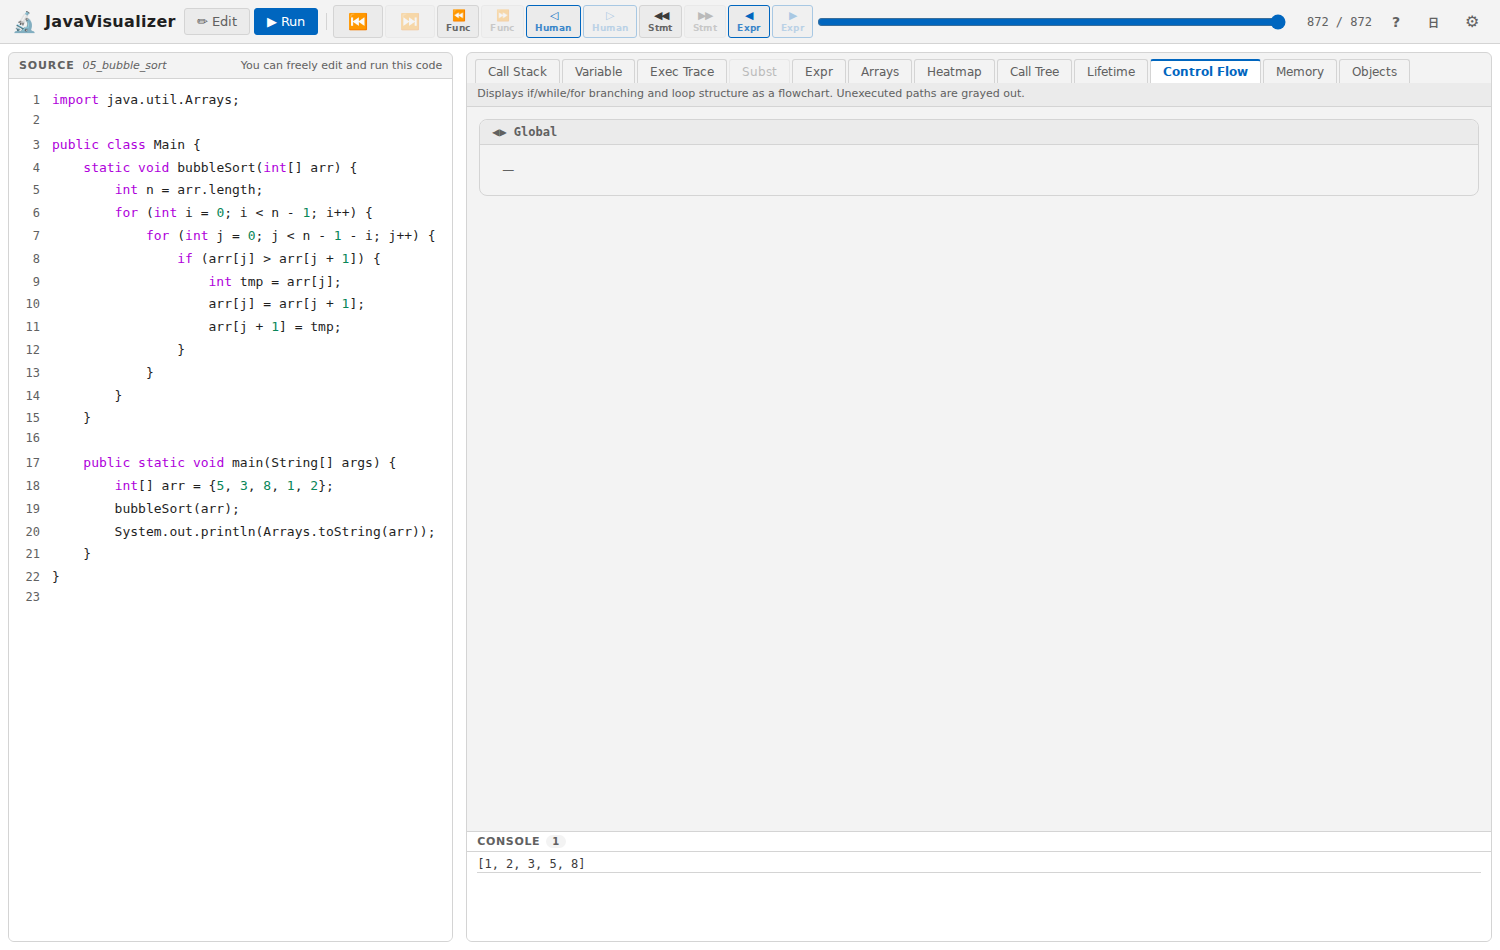 JavaVisualizer ✏ Edit ▶ Run Func Func Human Human Stmt Stmt Expr Expr 872 / 872 ? 日
SOURCE 05_bubble_sort You can freely edit and run this code
1 import java.util.Arrays;
2
3 public class Main {
4     static void bubbleSort(int[] arr) {
5         int n = arr.length;
6         for (int i = 0; i < n - 1; i++) {
7             for (int j = 0; j < n - 1 - i; j++) {
8                 if (arr[j] > arr[j + 1]) {
9                     int tmp = arr[j];
10                     arr[j] = arr[j + 1];
11                     arr[j + 1] = tmp;
12                 }
13             }
14         }
15     }
16
17     public static void main(String[] args) {
18         int[] arr = {5, 3, 8, 1, 2};
19         bubbleSort(arr);
20         System.out.println(Arrays.toString(arr));
21     }
22 }
23
Call Stack Variable Exec Trace Subst Expr Arrays Heatmap Call Tree Lifetime Control Flow Memory Objects
Displays if/while/for branching and loop structure as a flowchart. Unexecuted paths are grayed out.
Global
—
CONSOLE 1
[1, 2, 3, 5, 8]